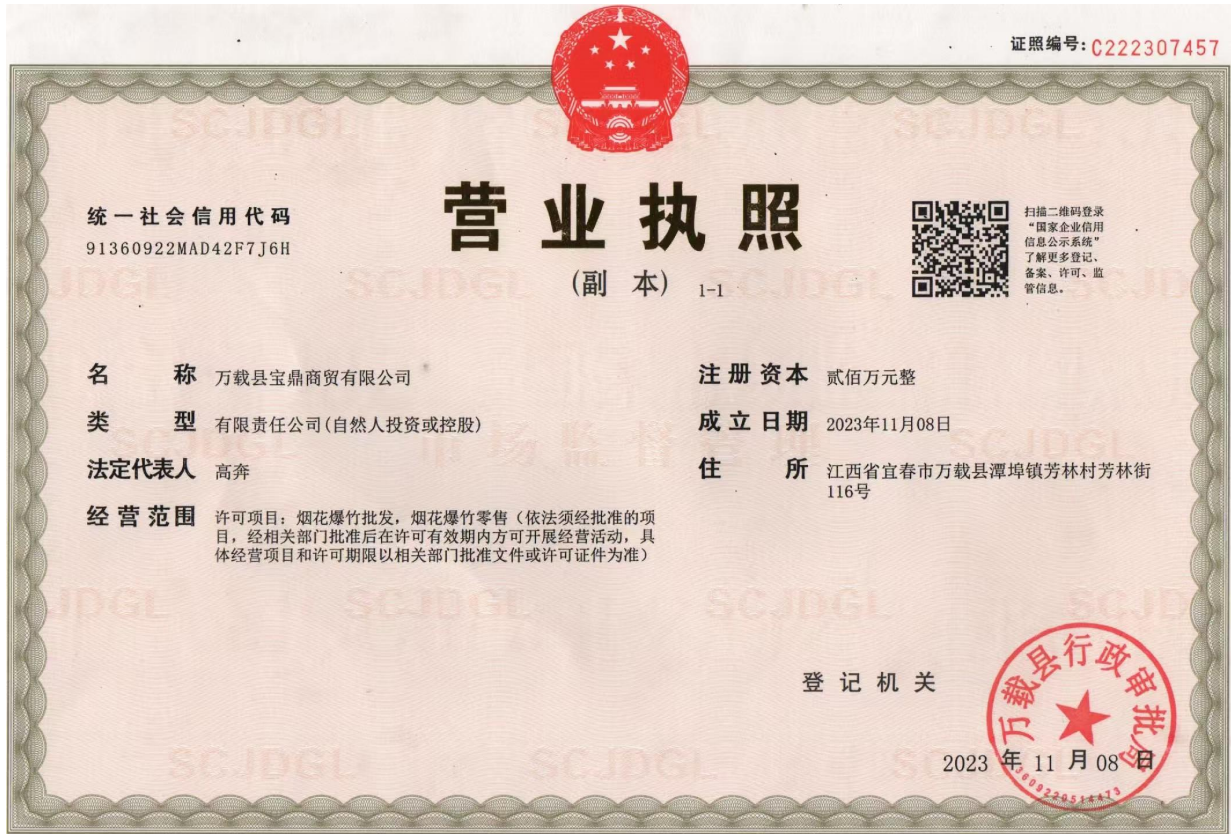 证照编号:C222307457
统一社会信用代码
91360922MAD42F7J6H
营业执照
(副 本) 1-1
扫描二维码登录
“国家企业信用
信息公示系统”
了解更多登记、
备案、许可、监
管信息。
名 称 万载县宝鼎商贸有限公司
类 型 有限责任公司(自然人投资或控股)
法定代表人 高奔
经营范围 许可项目：烟花爆竹批发，烟花爆竹零售（依法须经批准的项
目，经相关部门批准后在许可有效期内方可开展经营活动，具
体经营项目和许可期限以相关部门批准文件或许可证件为准）
注册资本 贰佰万元整
成立日期 2023年11月08日
住 所 江西省宜春市万载县潭埠镇芳林村芳林街
116号
登记机关
万载县行政审批局
2023 年 11 月 08 日
3609220514473
SCJDGL
市场监督管理